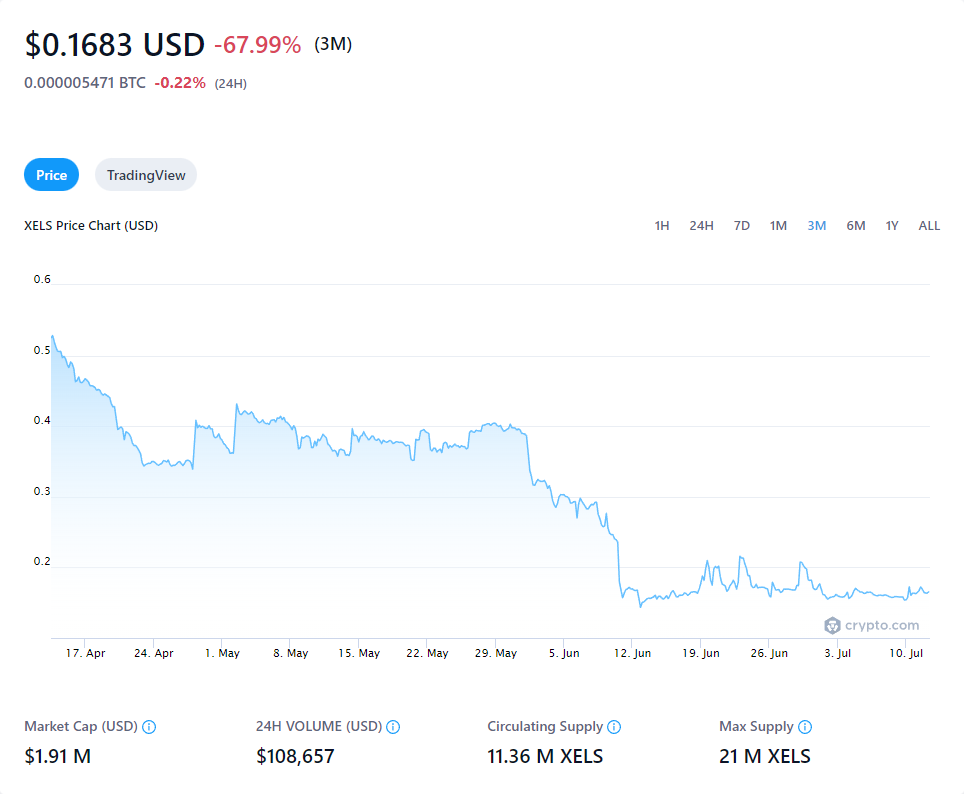 $0.1683 USD -67.99% (3M)
0.000005471 BTC -0.22% (24H)
Price TradingView
XELS Price Chart (USD) 1H 24H 7D 1M 3M 6M 1Y ALL
0.6
0.5
0.4
0.3
0.2
crypto.com
17. Apr 24. Apr 1. May 8. May 15. May 22. May 29. May 5. Jun 12. Jun 19. Jun 26. Jun 3. Jul 10. Jul
Market Cap (USD) 24H VOLUME (USD) Circulating Supply Max Supply
$1.91 M $108,657 11.36 M XELS 21 M XELS